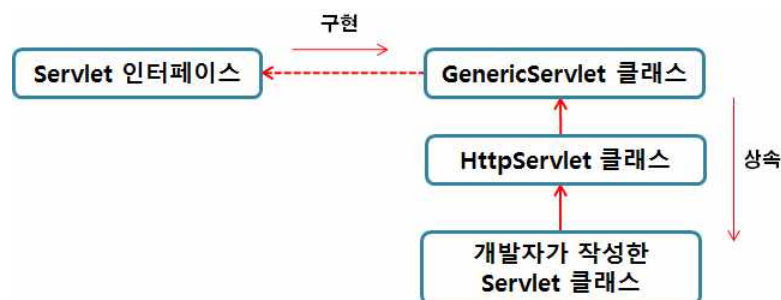 구현
Servlet 인터페이스
GenericServlet 클래스
HttpServlet 클래스
상속
개발자가 작성한
Servlet 클래스